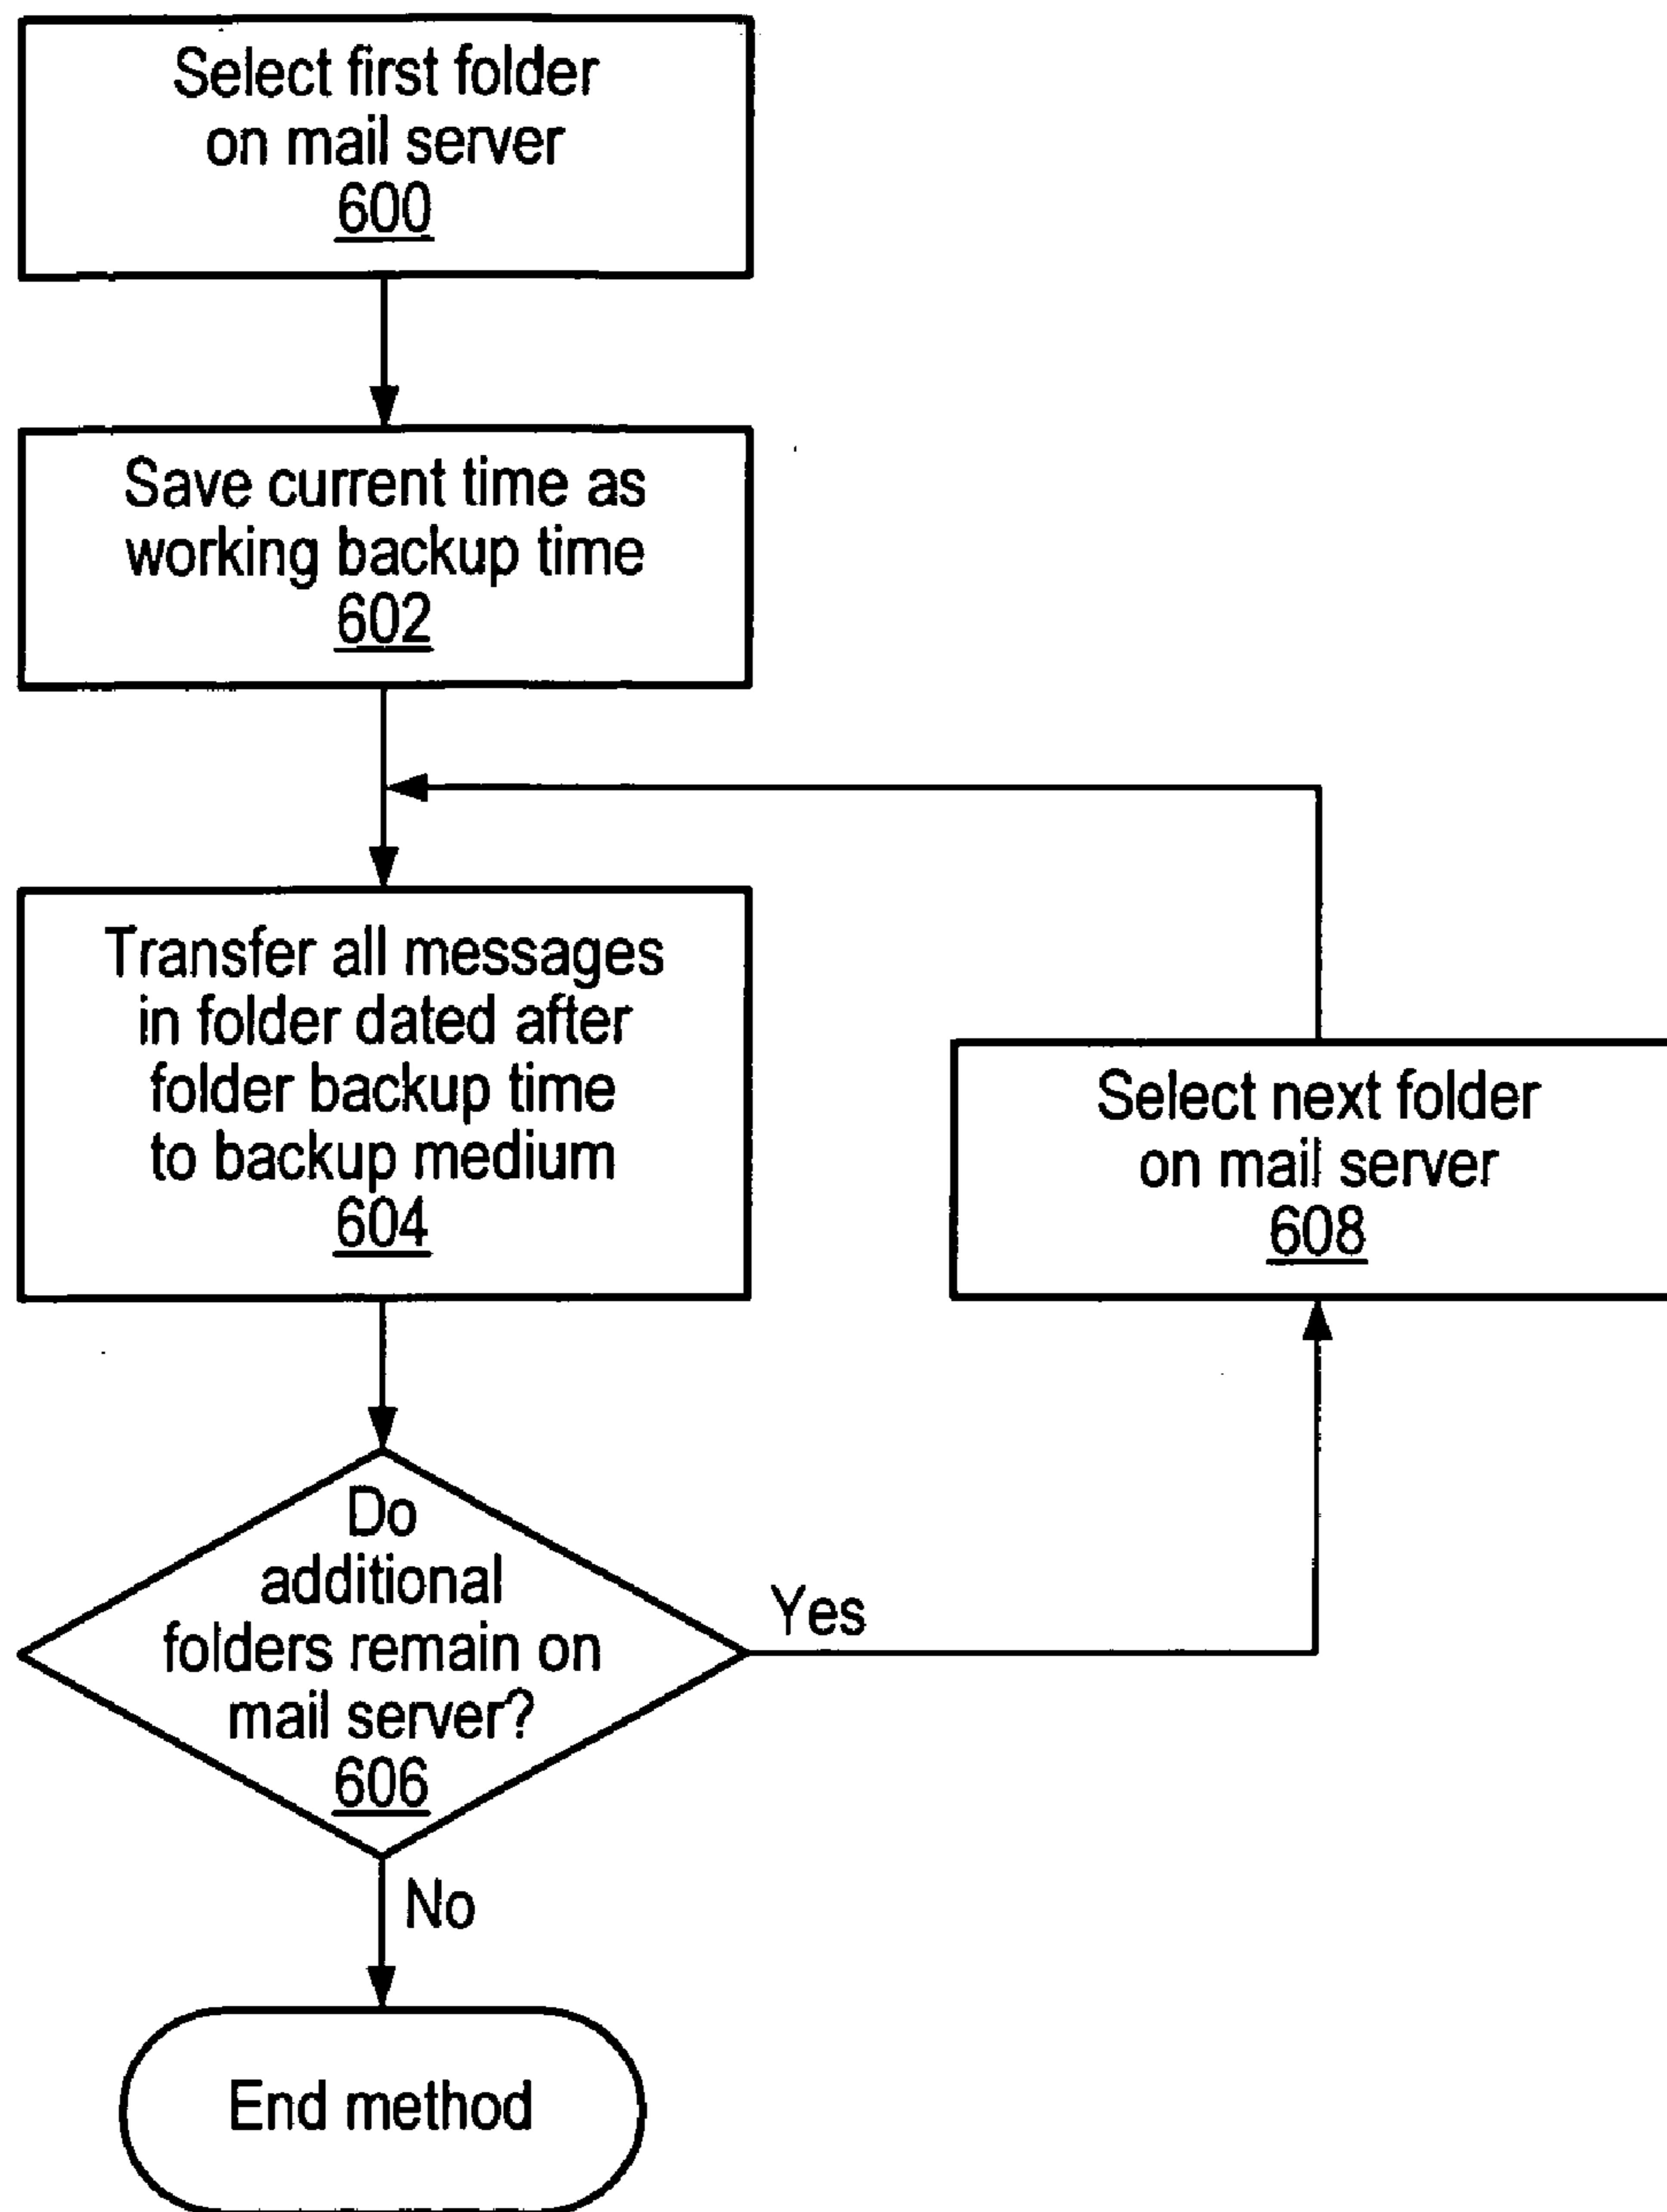 Select first folder
on mail server
600
Save current time as
working backup time
602
Transfer all messages
in folder dated after
folder backup time
to backup medium
604
Select next folder
on mail server
608
Do
additional
folders remain on
mail server?
606
Yes
No
End method